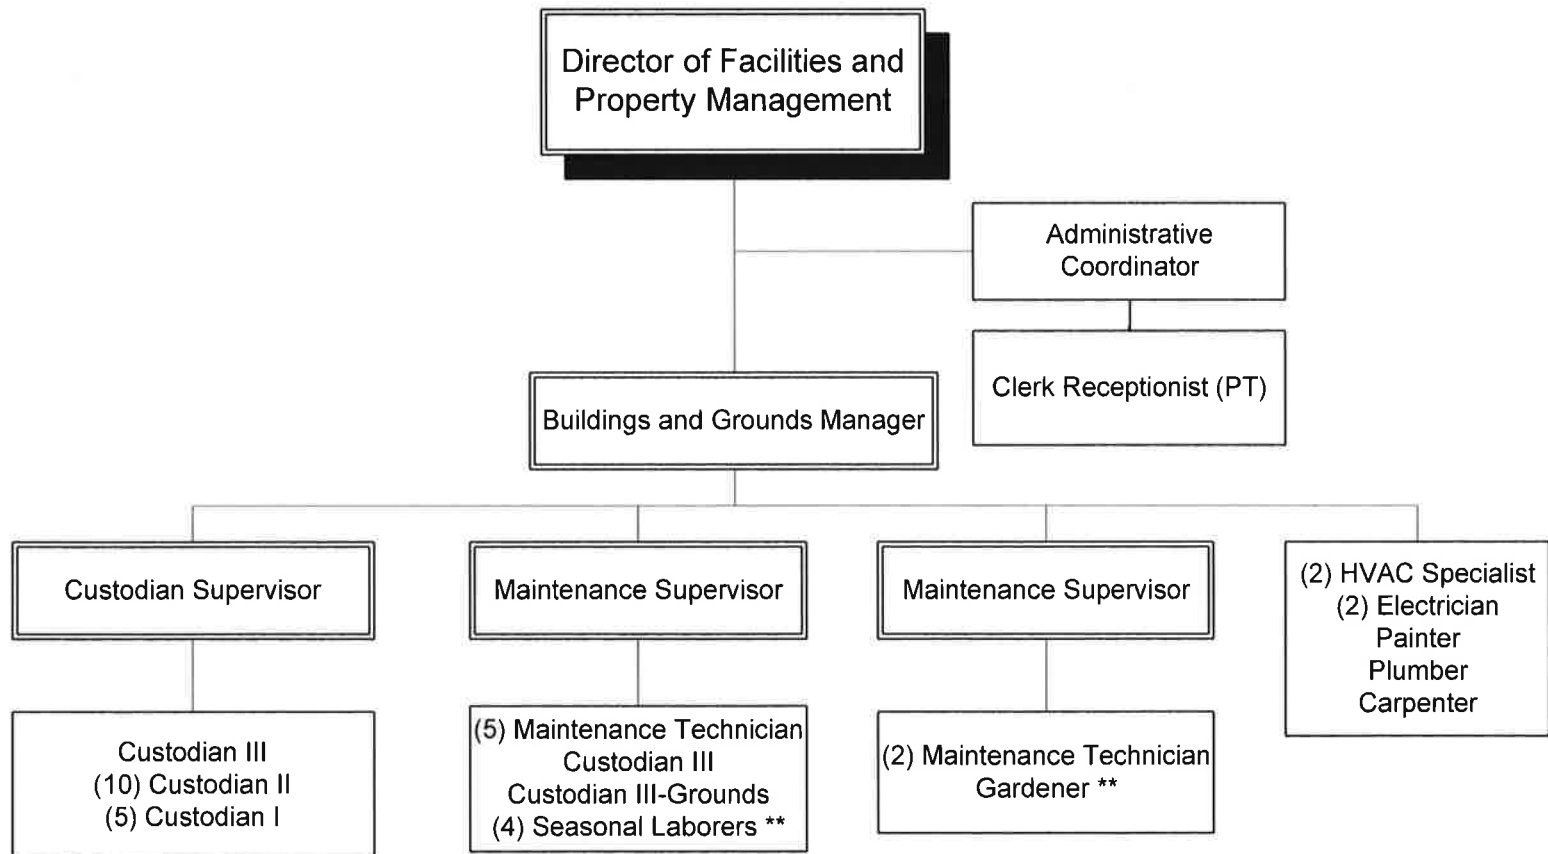 Director of Facilities and
Property Management
Administrative
Coordinator
Clerk Receptionist (PT)
Buildings and Grounds Manager
Custodian Supervisor
Maintenance Supervisor
Maintenance Supervisor
(2) HVAC Specialist
(2) Electrician
Painter
Plumber
Carpenter
Custodian III
(10) Custodian II
(5) Custodian I
(5) Maintenance Technician
Custodian III
Custodian III-Grounds
(4) Seasonal Laborers **
(2) Maintenance Technician
Gardener **